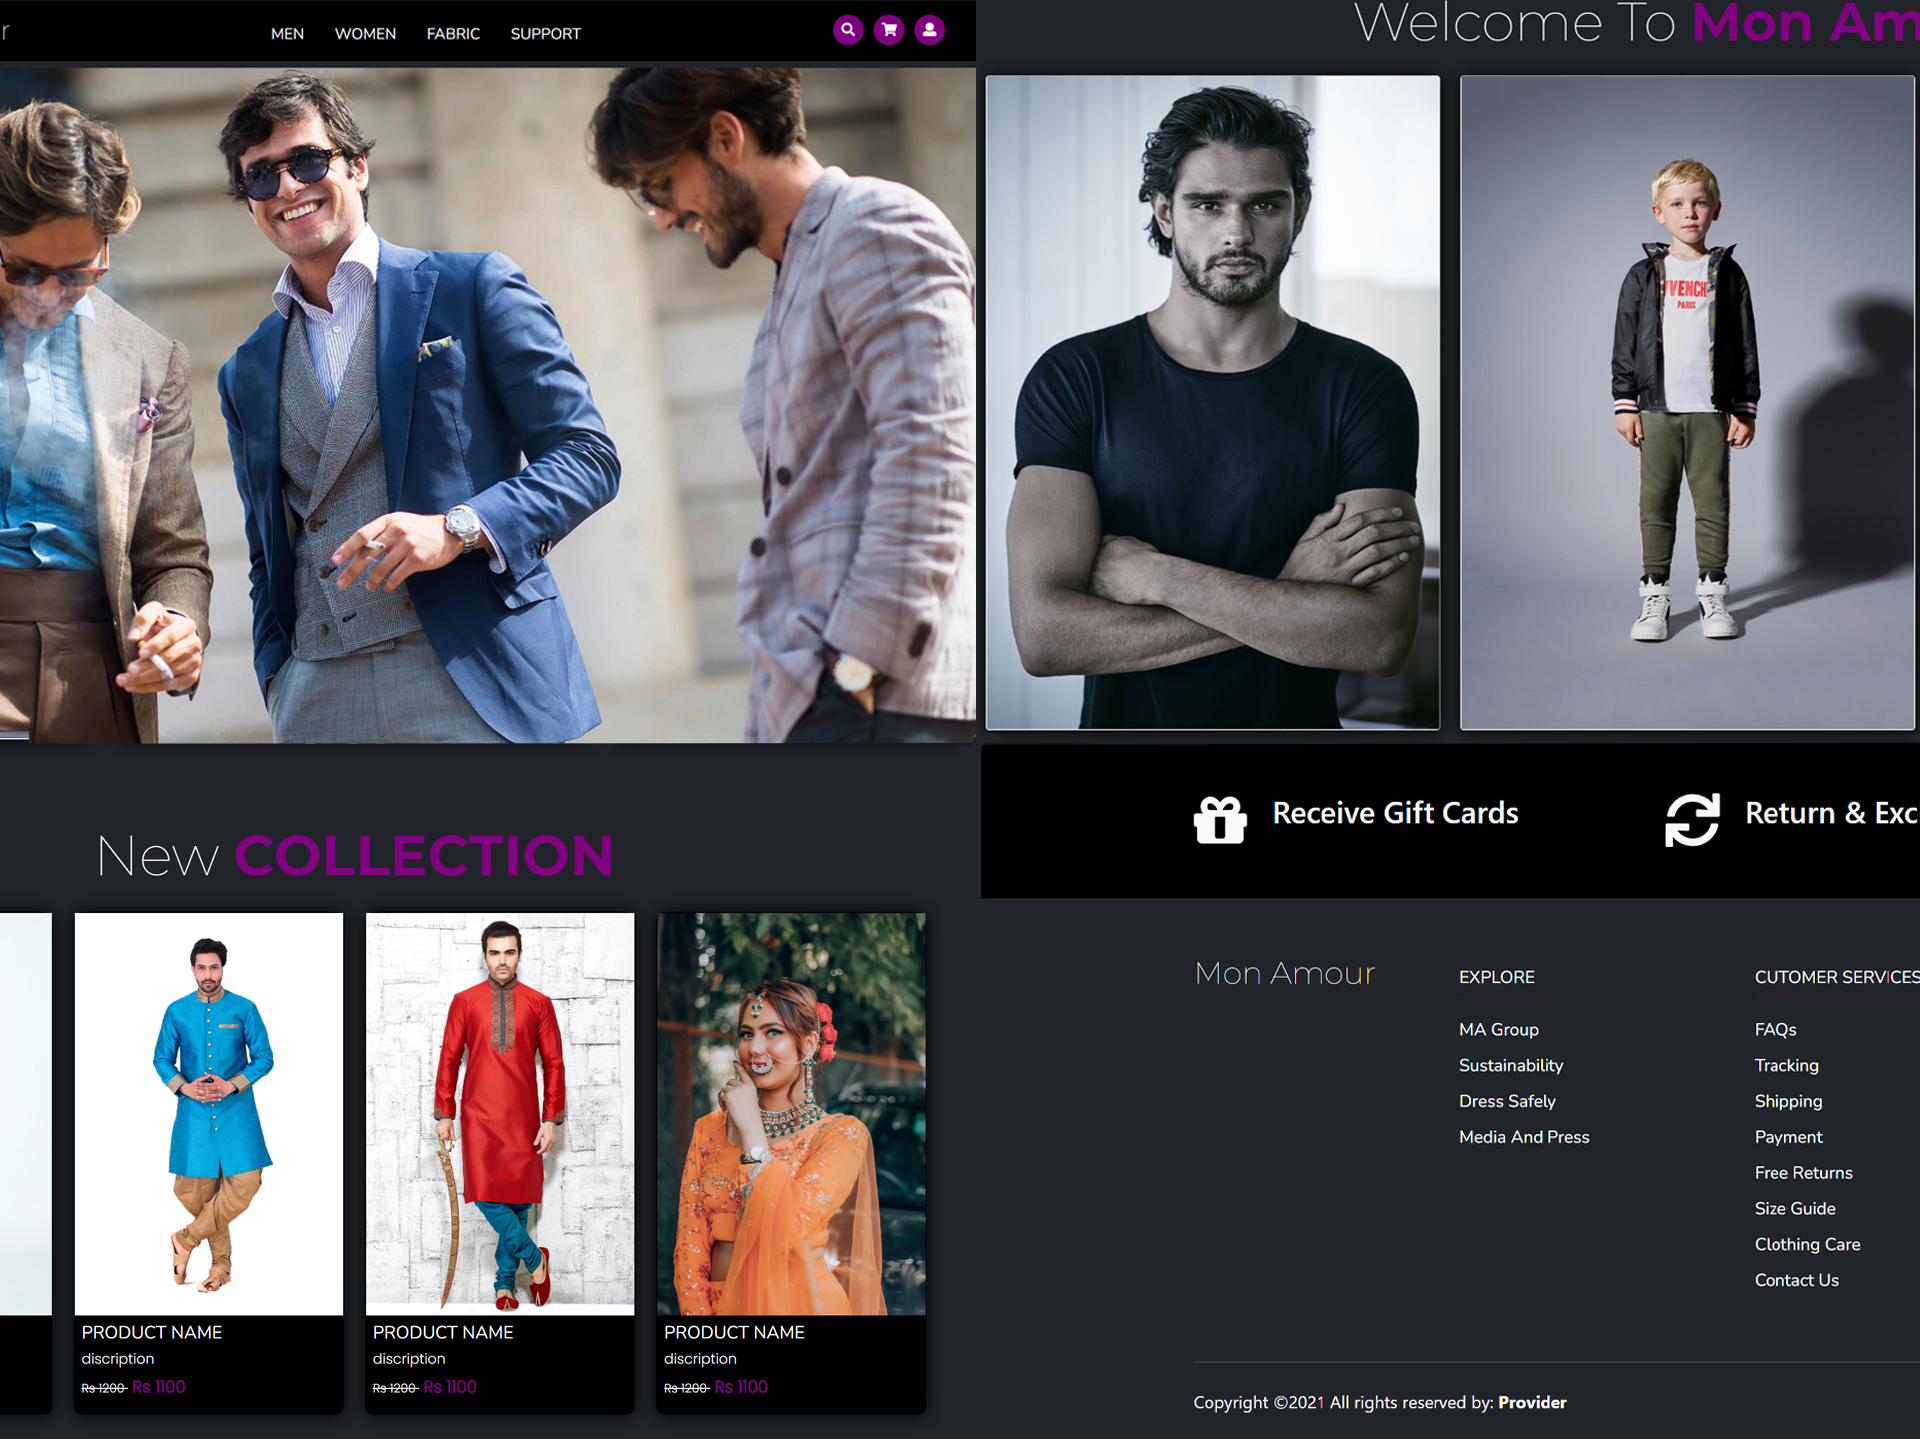 r
MEN WOMEN FABRIC SUPPORT
Welcome To Mon Am
IVENCH
PARIS
Receive Gift Cards
Return & Exc
New COLLECTION
PRODUCT NAME
discription
Rs 1200 Rs 1100
PRODUCT NAME
discription
Rs 1200 Rs 1100
PRODUCT NAME
discription
Rs 1200 Rs 1100
Mon Amour
EXPLORE
MA Group
Sustainability
Dress Safely
Media And Press
CUTOMER SERVICES
FAQs
Tracking
Shipping
Payment
Free Returns
Size Guide
Clothing Care
Contact Us
Copyright ©2021 All rights reserved by: Provider